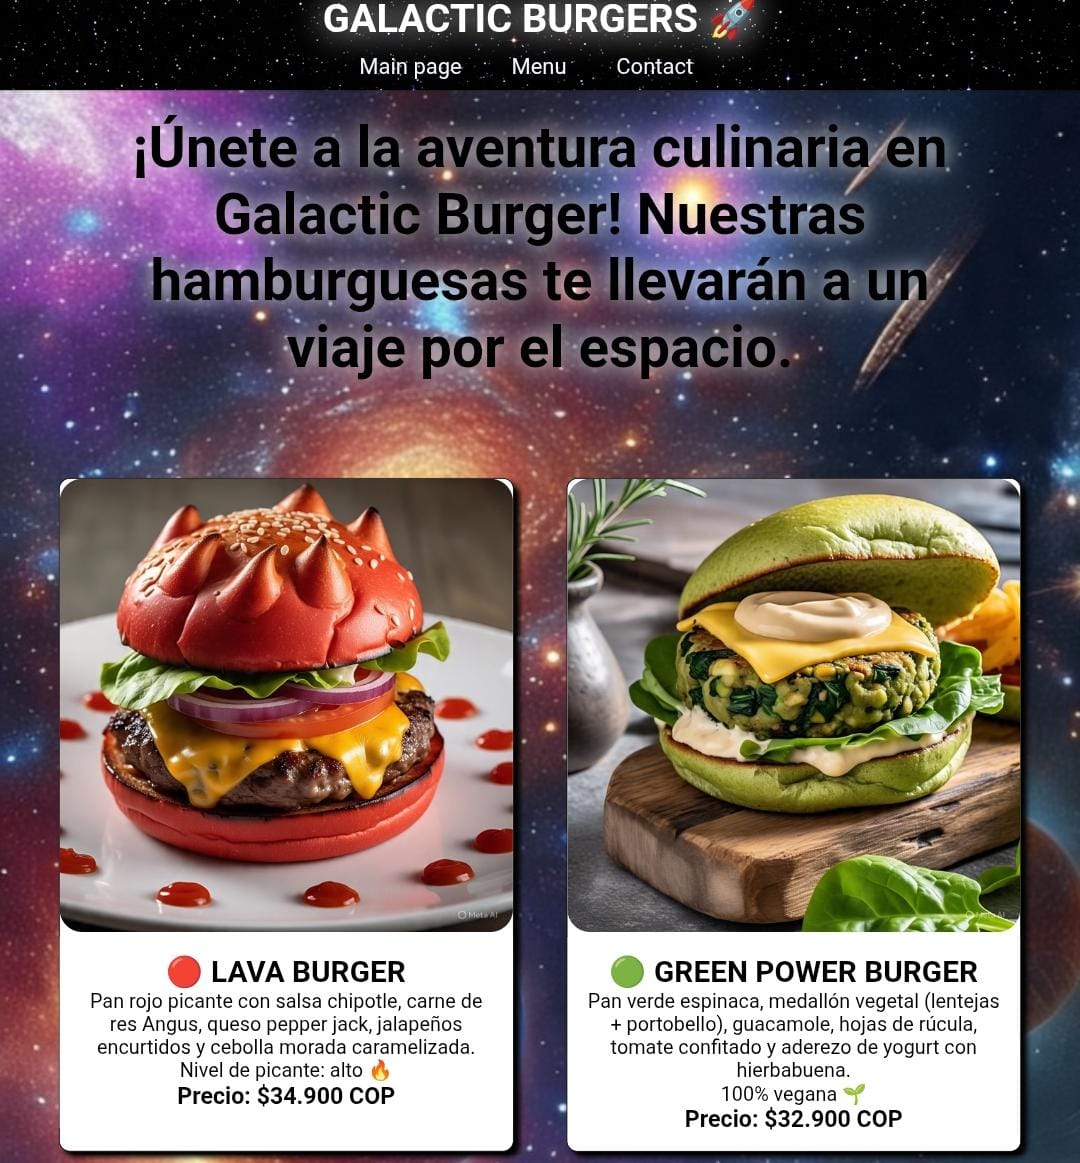 GALACTIC BURGERS 🚀
Main page Menu Contact
¡Únete a la aventura culinaria en
Galactic Burger! Nuestras
hamburguesas te llevarán a un
viaje por el espacio.
Meta AI
Meta AI
🔴 LAVA BURGER
Pan rojo picante con salsa chipotle, carne de
res Angus, queso pepper jack, jalapeños
encurtidos y cebolla morada caramelizada.
Nivel de picante: alto 🔥
Precio: $34.900 COP
🟢 GREEN POWER BURGER
Pan verde espinaca, medallón vegetal (lentejas
+ portobello), guacamole, hojas de rúcula,
tomate confitado y aderezo de yogurt con
hierbabuena.
100% vegana 🌱
Precio: $32.900 COP